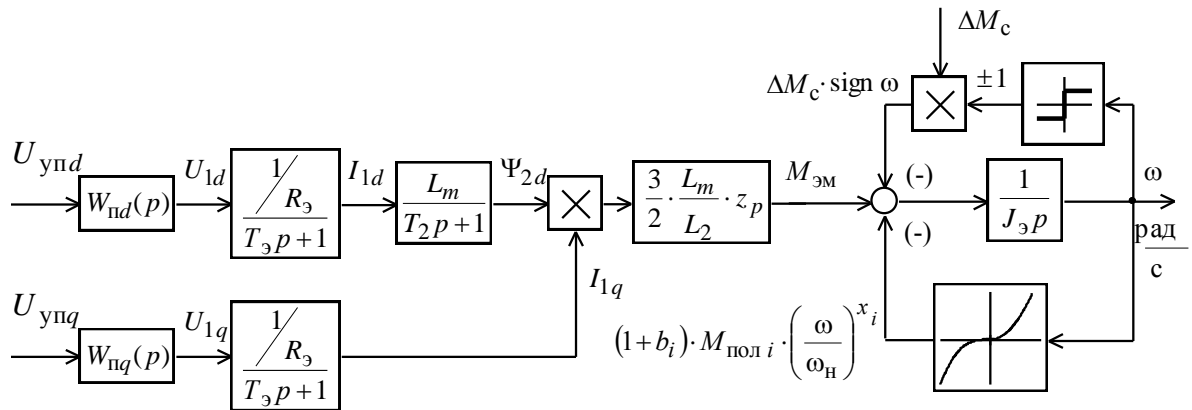 ΔM_с
ΔM_с · sign ω
±1
×
U_упd
W_пd(p)
U_1d
1/R_э
T_э p+1
I_1d
L_m
T_2 p+1
Ψ_2d
×
3/2 · L_m/L_2 · z_p
M_эм
(-)
(-)
1
J_э p
ω
рад
с
U_упq
W_пq(p)
U_1q
1/R_э
T_э p+1
I_1q
(1+b_i) · M_пол i · (ω/ω_н)^x_i